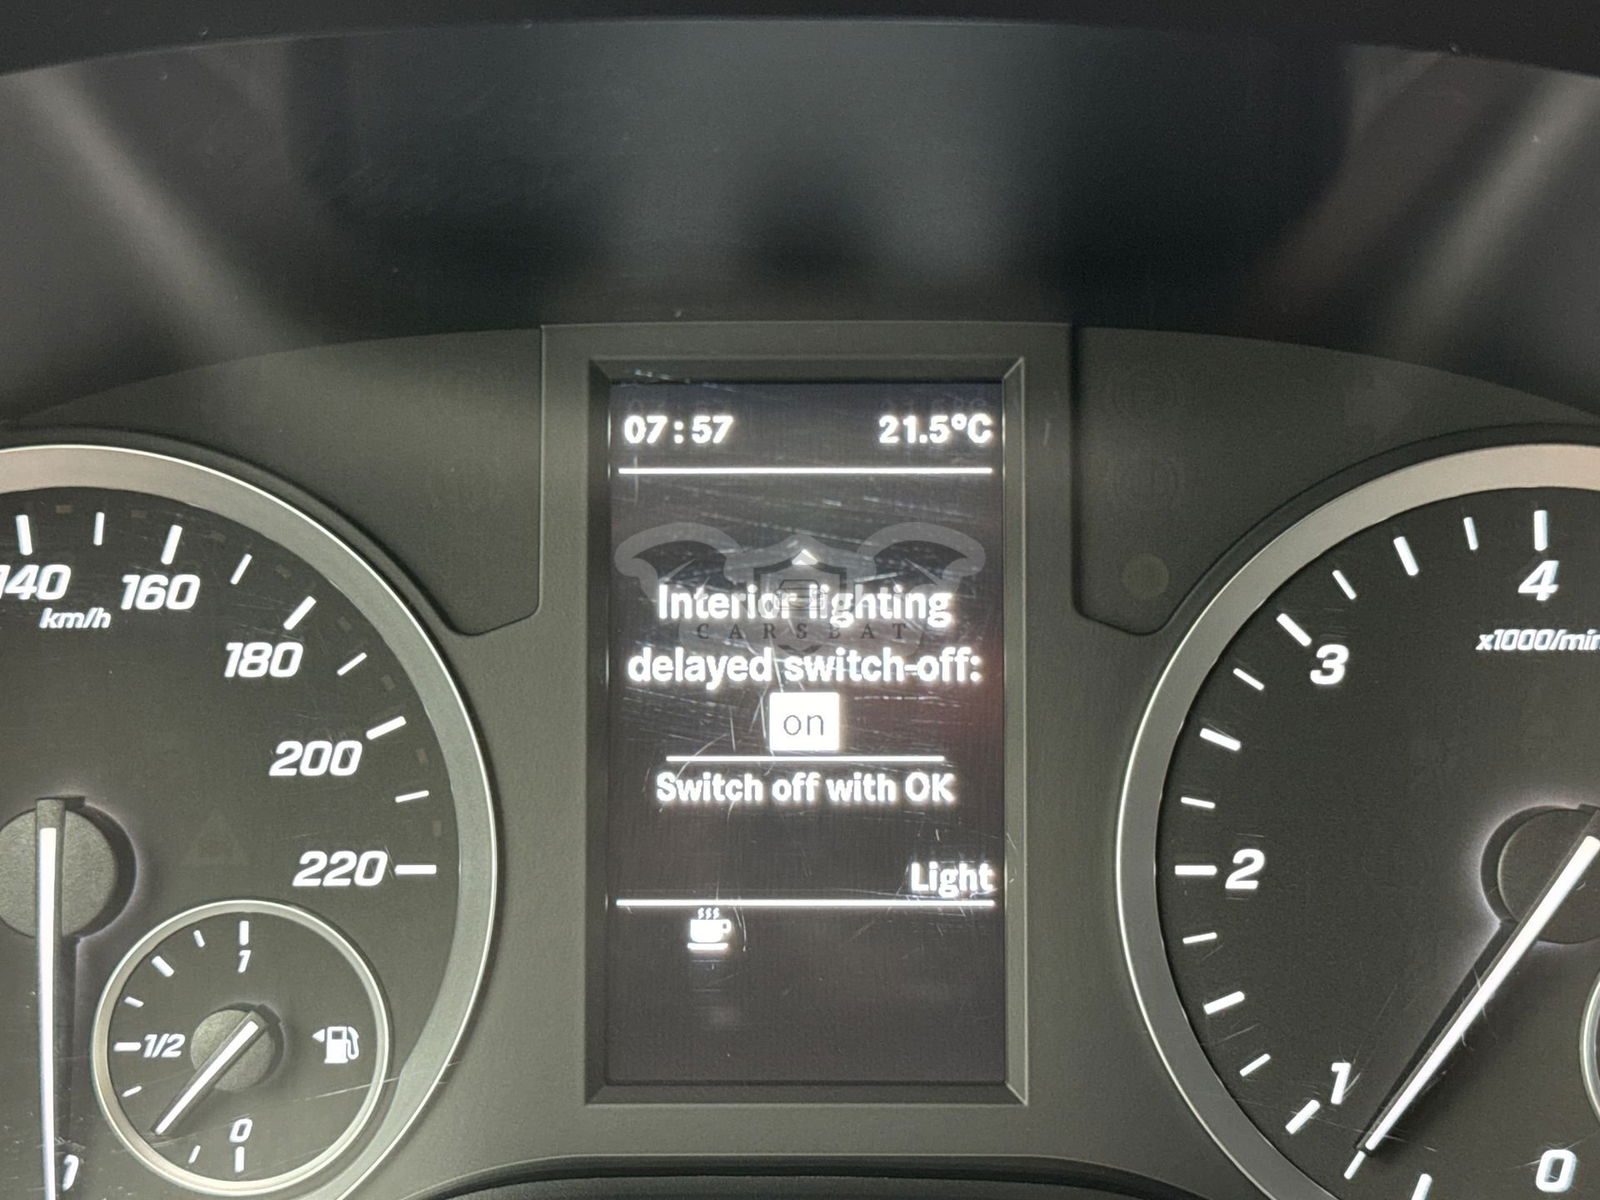 07:57 21.5°C
Interior lighting
CARSBAT
delayed switch-off:
on
Switch off with OK
Light
140
160
km/h
180
200
220
1
1/2
0
4
x1000/min
3
2
1
0